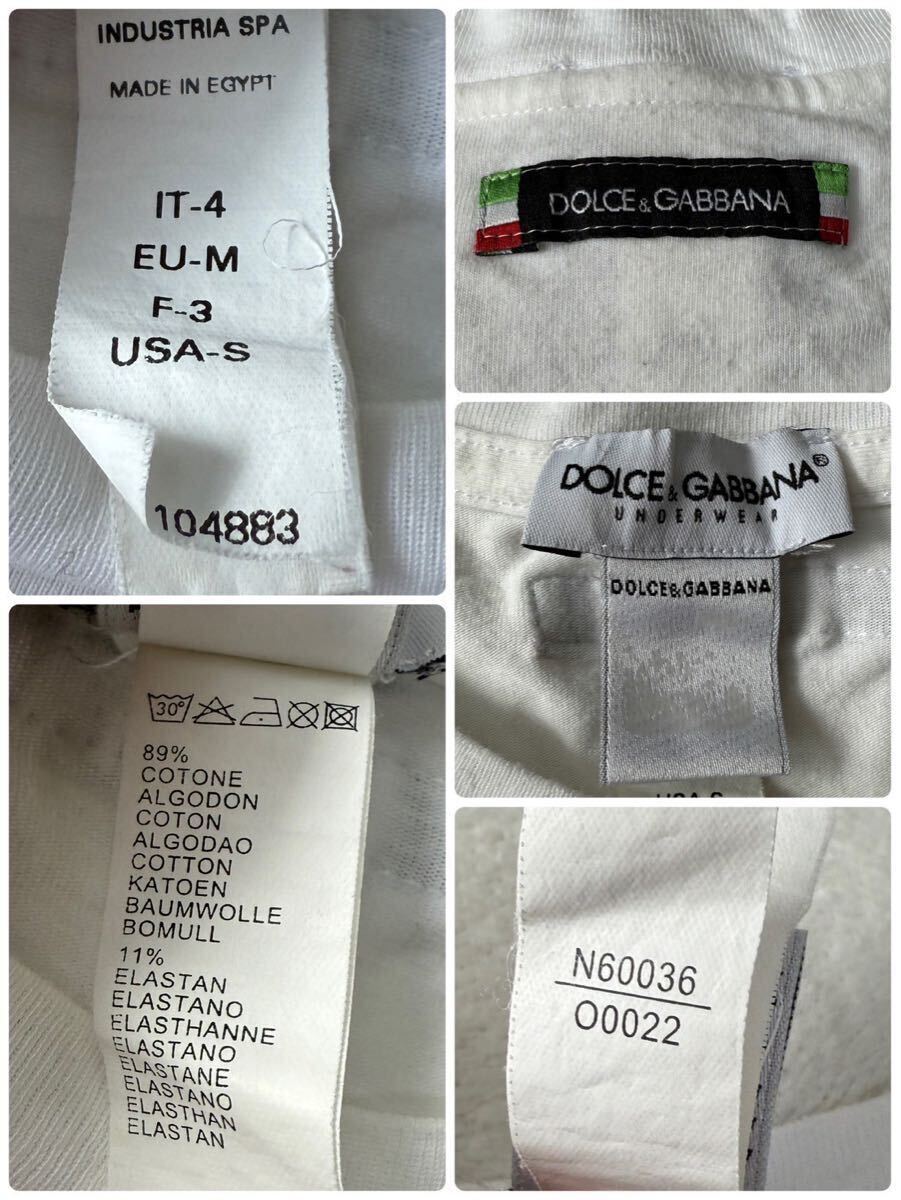 INDUSTRIA SPA
MADE IN EGYPT
IT-4
EU-M
F-3
USA-S
104883
DOLCE & GABBANA
DOLCE & GABBANA®
UNDERWEAR
DOLCE & GABBANA
USA-S
30°
89%
COTONE
ALGODON
COTON
ALGODAO
COTTON
KATOEN
BAUMWOLLE
BOMULL
11%
ELASTAN
ELASTANO
ELASTHANNE
ELASTANO
ELASTANE
ELASTANO
ELASTHAN
ELASTAN
N60036
O0022